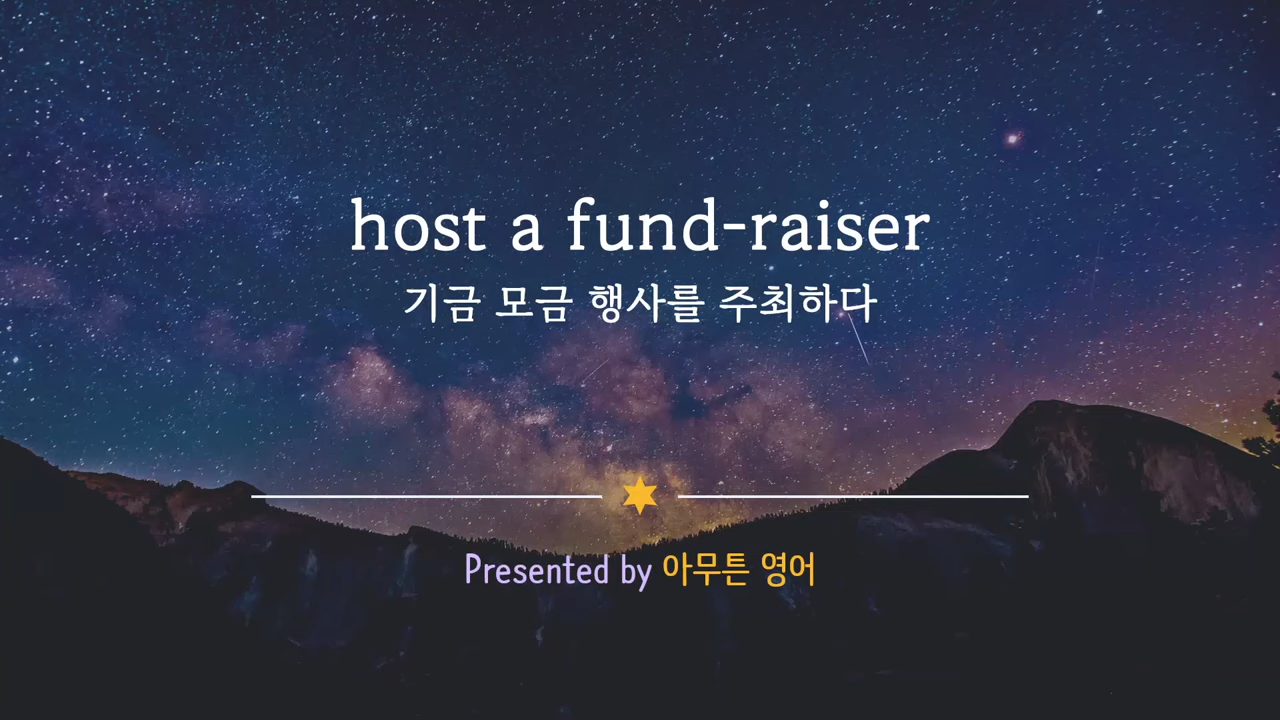 host a fund-raiser
기금 모금 행사를 주최하다
Presented by 아무튼 영어